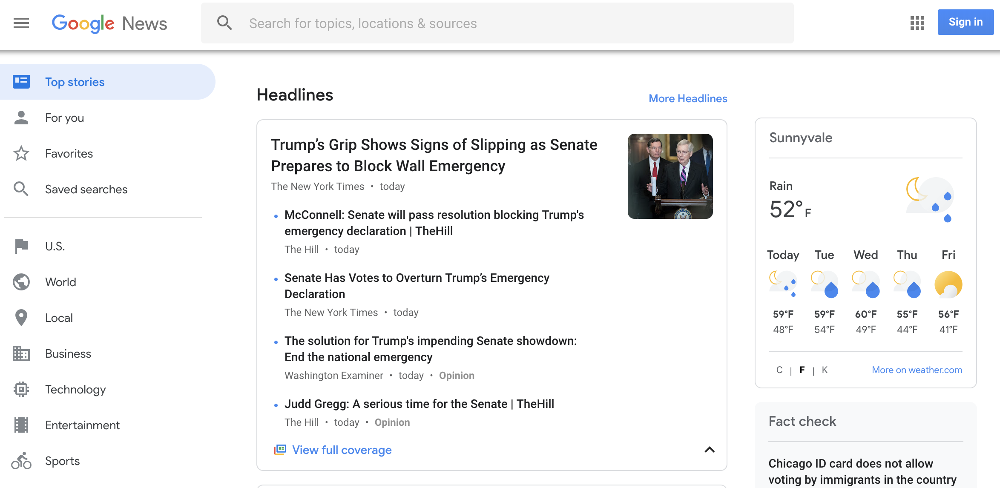 Google News
Search for topics, locations & sources
Sign in
Top stories
For you
Favorites
Saved searches
U.S.
World
Local
Business
Technology
Entertainment
Sports
Headlines
More Headlines
Trump’s Grip Shows Signs of Slipping as Senate
Prepares to Block Wall Emergency
The New York Times • today
• McConnell: Senate will pass resolution blocking Trump's
emergency declaration | TheHill
The Hill • today
• Senate Has Votes to Overturn Trump’s Emergency
Declaration
The New York Times • today
• The solution for Trump's impending Senate showdown:
End the national emergency
Washington Examiner • today • Opinion
• Judd Gregg: A serious time for the Senate | TheHill
The Hill • today • Opinion
View full coverage
Sunnyvale
Rain
52° F
Today Tue Wed Thu Fri
59°F 59°F 60°F 55°F 56°F
48°F 54°F 49°F 44°F 41°F
C | F | K
More on weather.com
Fact check
Chicago ID card does not allow
voting by immigrants in the country